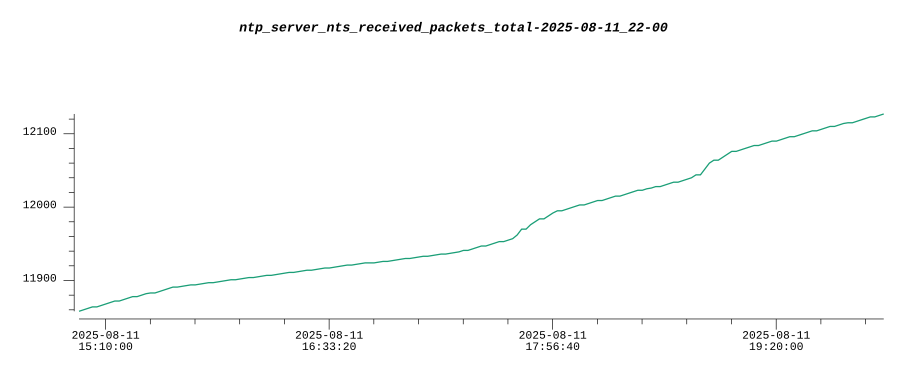 ntp_server_nts_received_packets_total-2025-08-11_22-00
12100
12000
11900
2025-08-11 2025-08-11 2025-08-11 2025-08-11
15:10:00 16:33:20 17:56:40 19:20:00